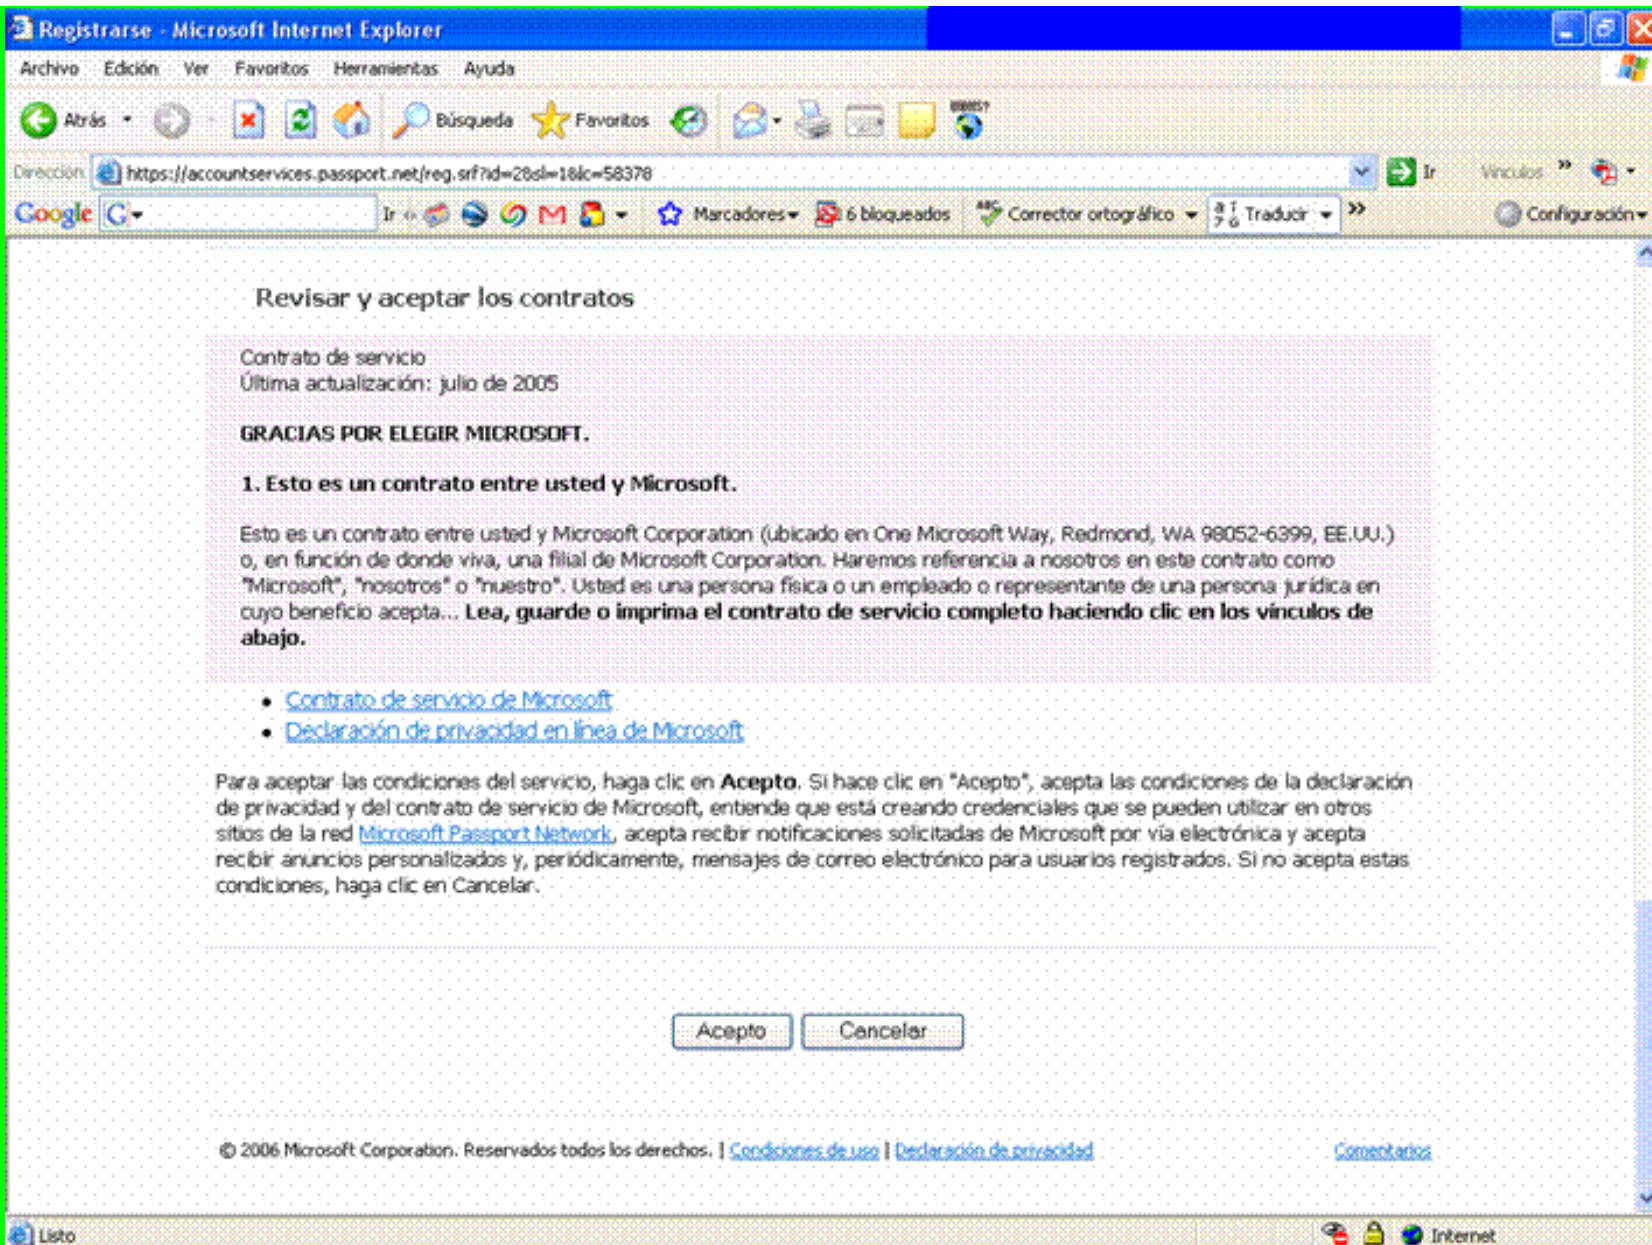 Registrarse - Microsoft Internet Explorer
Archivo Edición Ver Favoritos Herramientas Ayuda
Atrás Búsqueda Favoritos
Dirección https://accountservices.passport.net/reg.srf?id=2&sl=1&lc=58378 Ir Vínculos »
Google G Ir Marcadores 6 bloqueados Corrector ortográfico Traducir » Configuración
Revisar y aceptar los contratos
Contrato de servicio
Última actualización: julio de 2005
GRACIAS POR ELEGIR MICROSOFT.
1. Esto es un contrato entre usted y Microsoft.
Esto es un contrato entre usted y Microsoft Corporation (ubicado en One Microsoft Way, Redmond, WA 98052-6399, EE.UU.)
o, en función de donde viva, una filial de Microsoft Corporation. Haremos referencia a nosotros en este contrato como
"Microsoft", "nosotros" o "nuestro". Usted es una persona física o un empleado o representante de una persona jurídica en
cuyo beneficio acepta... Lea, guarde o imprima el contrato de servicio completo haciendo clic en los vínculos de
abajo.
• Contrato de servicio de Microsoft
• Declaración de privacidad en línea de Microsoft
Para aceptar las condiciones del servicio, haga clic en Acepto. Si hace clic en "Acepto", acepta las condiciones de la declaración
de privacidad y del contrato de servicio de Microsoft, entiende que está creando credenciales que se pueden utilizar en otros
sitios de la red Microsoft Passport Network, acepta recibir notificaciones solicitadas de Microsoft por vía electrónica y acepta
recibir anuncios personalizados y, periódicamente, mensajes de correo electrónico para usuarios registrados. Si no acepta estas
condiciones, haga clic en Cancelar.
Acepto Cancelar
© 2006 Microsoft Corporation. Reservados todos los derechos. | Condiciones de uso | Declaración de privacidad Comentarios
Listo Internet